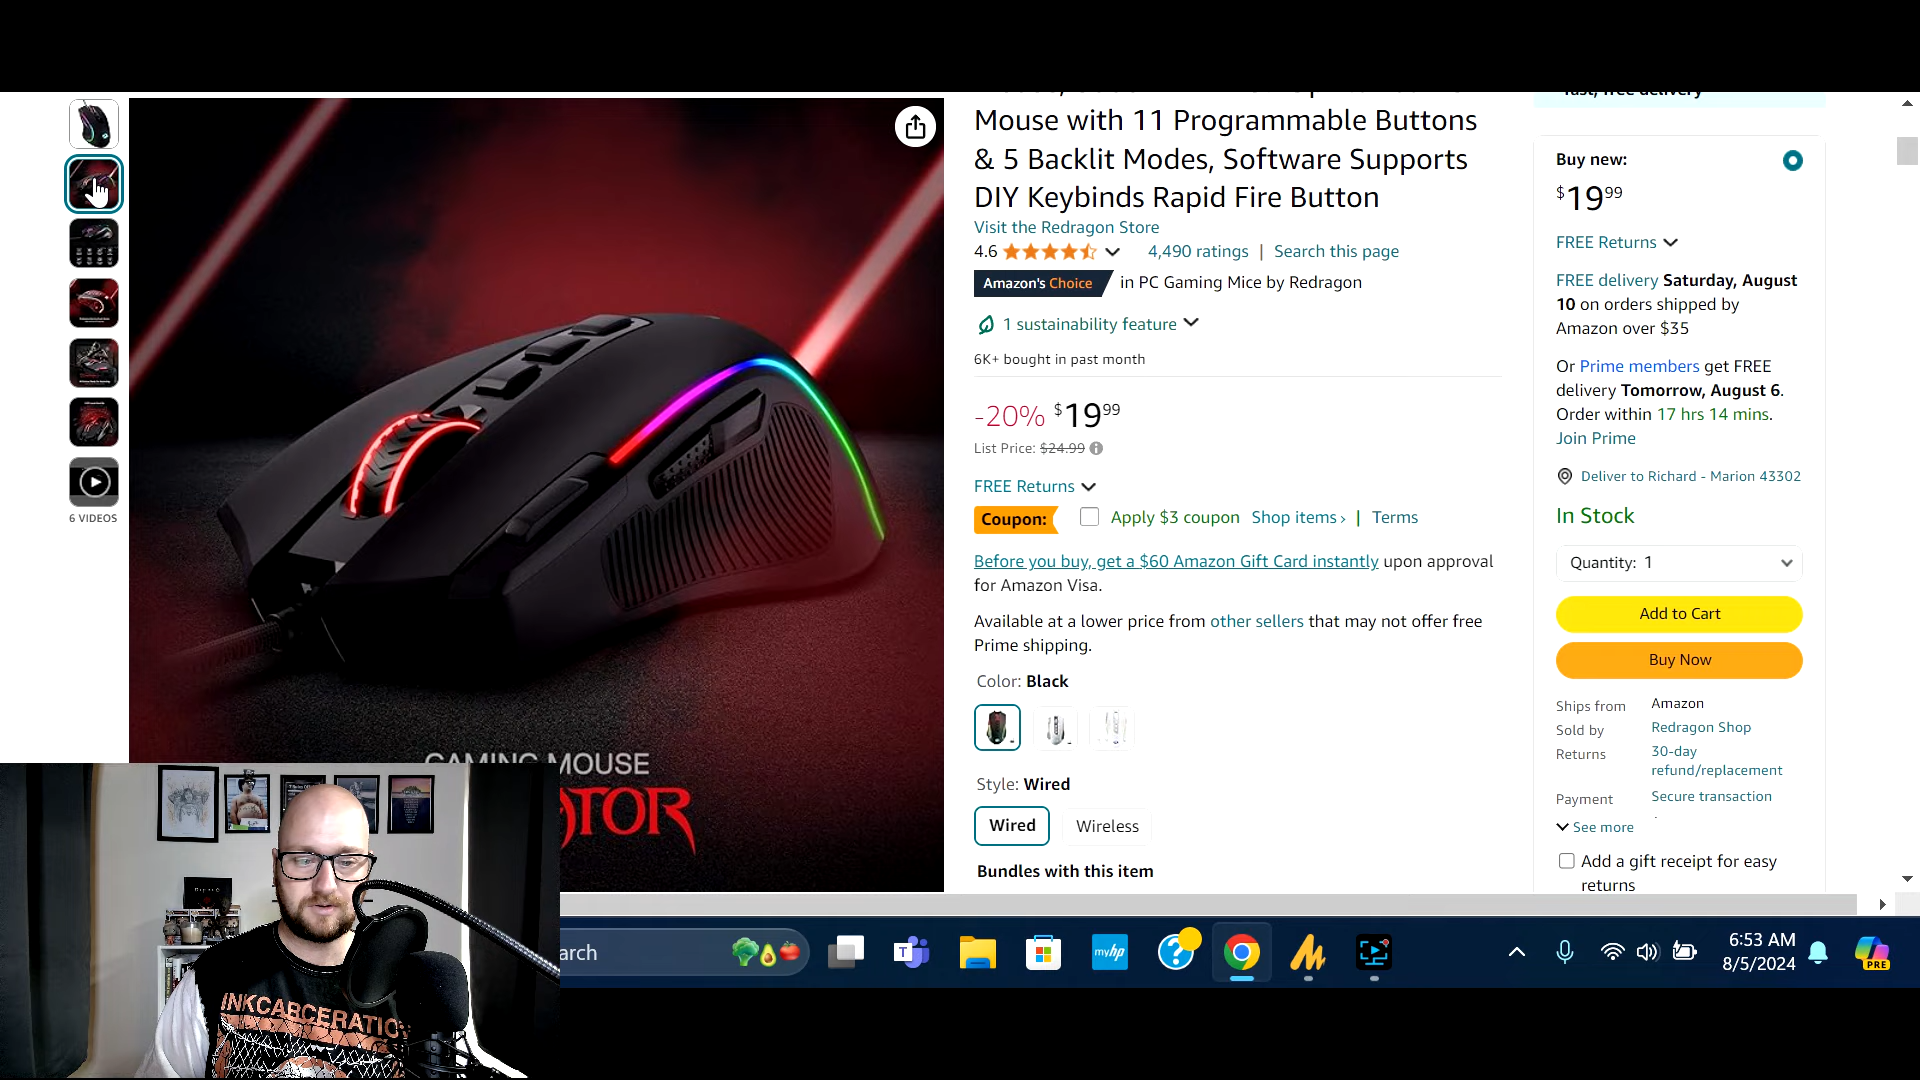 Mouse with 11 Programmable Buttons
& 5 Backlit Modes, Software Supports
DIY Keybinds Rapid Fire Button
Visit the Redragon Store
4.6 4,490 ratings | Search this page
Amazon's Choice in PC Gaming Mice by Redragon
1 sustainability feature
6K+ bought in past month
-20% $19 99
List Price: $24.99
FREE Returns
Coupon: Apply $3 coupon Shop items › | Terms
Before you buy, get a $60 Amazon Gift Card instantly upon approval
for Amazon Visa.
Available at a lower price from other sellers that may not offer free
Prime shipping.
Color: Black
Style: Wired
Wired Wireless
Bundles with this item
fast, free delivery
Buy new:
$19 99
FREE Returns
FREE delivery Saturday, August
10 on orders shipped by
Amazon over $35
Or Prime members get FREE
delivery Tomorrow, August 6.
Order within 17 hrs 14 mins.
Join Prime
Deliver to Richard - Marion 43302
In Stock
Quantity: 1
Add to Cart
Buy Now
Ships from Amazon
Sold by Redragon Shop
Returns 30-day
refund/replacement
Payment Secure transaction
See more
Add a gift receipt for easy
returns
6 VIDEOS
GAMING MOUSE
TOR
INKCARCERATIO
arch
T
myhp
?
6:53 AM
8/5/2024
PRE